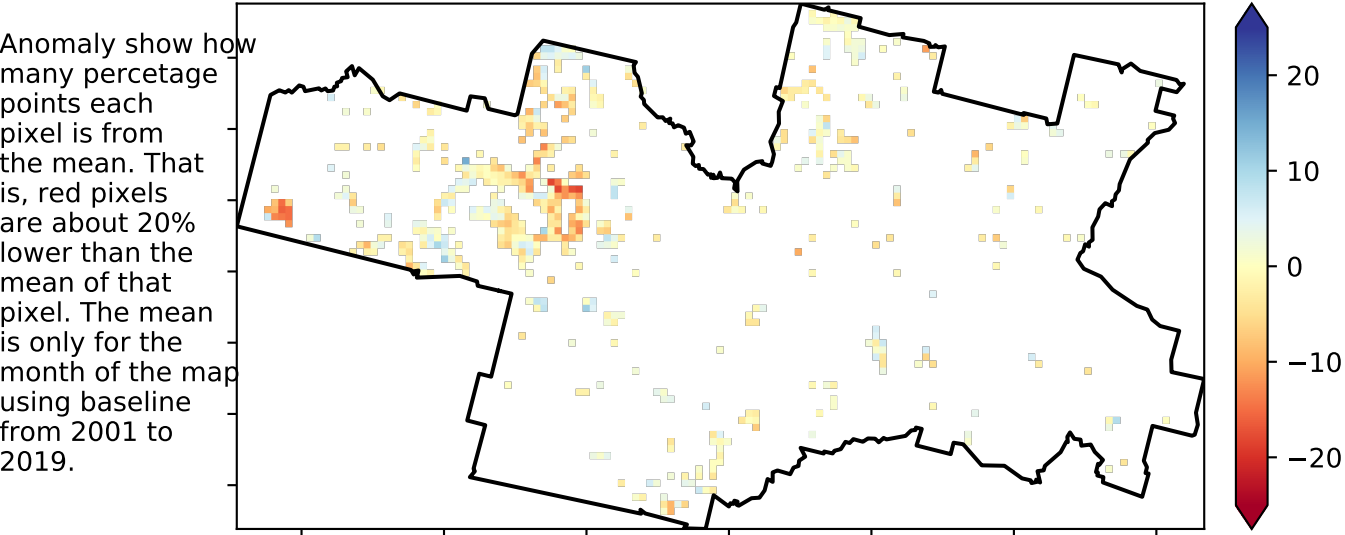 Anomaly show how
many percetage
points each
pixel is from
the mean. That
is, red pixels
are about 20%
lower than the
mean of that
pixel. The mean
is only for the
month of the map
using baseline
from 2001 to
2019.
20
10
0
−10
−20